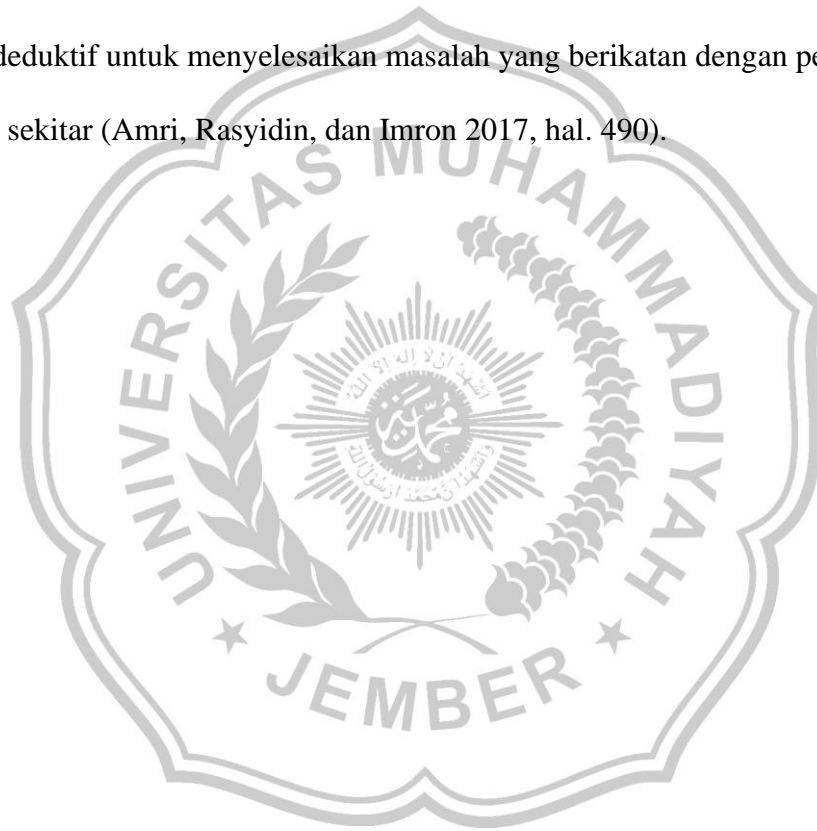 deduktif untuk menyelesaikan masalah yang berikatan dengan pe
sekitar (Amri, Rasyidin, dan Imron 2017, hal. 490).
UNIVERSITAS MUHAMMADIYAH
JEMBER
محمد